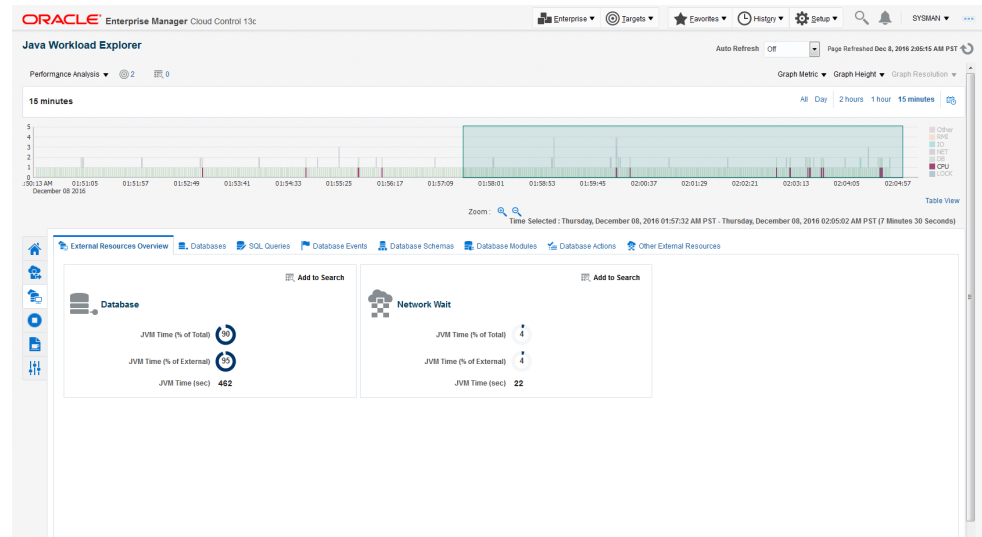 ORACLE Enterprise Manager Cloud Control 13c Enterprise Targets Favorites History Setup SYSMAN
Java Workload Explorer
Auto Refresh Off Page Refreshed Dec 8, 2016 2:05:15 AM PST
Performance Analysis 2 0
Graph Metric Graph Height Graph Resolution
15 minutes
All Day 2 hours 1 hour 15 minutes
5
4
3
2
1
0
Other
RMI
IO
NET
DB
CPU
LOCK
:50:13 AM 01:51:05 01:51:57 01:52:49 01:53:41 01:54:33 01:55:25 01:56:17 01:57:09 01:58:01 01:58:53 01:59:45 02:00:37 02:01:29 02:02:21 02:03:13 02:04:05 02:04:57
December 08 2016
Table View
Zoom:
Time Selected : Thursday, December 08, 2016 01:57:32 AM PST - Thursday, December 08, 2016 02:05:02 AM PST (7 Minutes 30 Seconds)
External Resources Overview Databases SQL Queries Database Events Database Schemas Database Modules Database Actions Other External Resources
Add to Search
Database
JVM Time (% of Total) 90
JVM Time (% of External) 95
JVM Time (sec) 462
Add to Search
Network Wait
JVM Time (% of Total) 4
JVM Time (% of External) 4
JVM Time (sec) 22